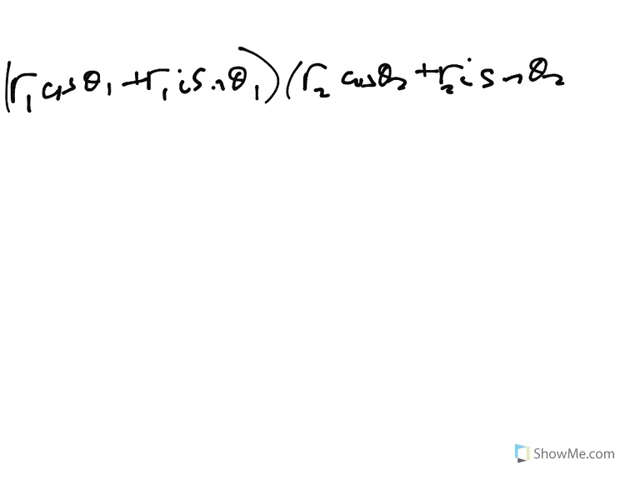 (r₁ cos θ₁ + r₁ i sin θ₁) (r₂ cos θ₂ + r₂ i sin θ₂
ShowMe.com